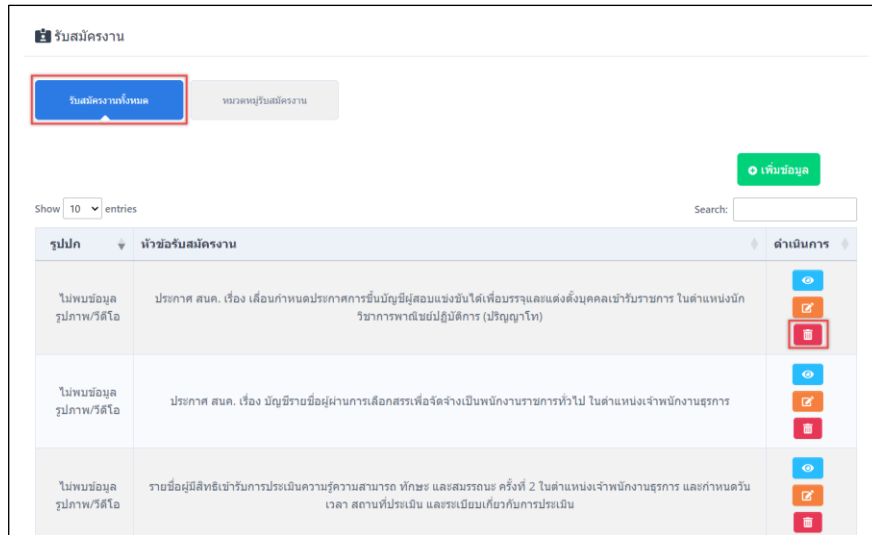 รับสมัครงาน
รับสมัครงานทั้งหมด
หมวดหมู่รับสมัครงาน
เพิ่มข้อมูล
Show 10 entries
Search:
รูปปก
หัวข้อรับสมัครงาน
ดำเนินการ
ไม่พบข้อมูล
รูปภาพ/วีดีโอ
ประกาศ สนค. เรื่อง เลื่อนกำหนดประกาศการขึ้นบัญชีผู้สอบแข่งขันได้เพื่อบรรจุและแต่งตั้งบุคคลเข้ารับราชการ ในตำแหน่งนัก
วิชาการพาณิชย์ปฏิบัติการ (ปริญญาโท)
ไม่พบข้อมูล
รูปภาพ/วีดีโอ
ประกาศ สนค. เรื่อง บัญชีรายชื่อผู้ผ่านการเลือกสรรเพื่อจัดจ้างเป็นพนักงานราชการทั่วไป ในตำแหน่งเจ้าพนักงานธุรการ
ไม่พบข้อมูล
รูปภาพ/วีดีโอ
รายชื่อผู้มีสิทธิเข้ารับการประเมินความรู้ความสามารถ ทักษะ และสมรรถนะ ครั้งที่ 2 ในตำแหน่งเจ้าพนักงานธุรการ และกำหนดวัน
เวลา สถานที่ประเมิน และระเบียบเกี่ยวกับการประเมิน